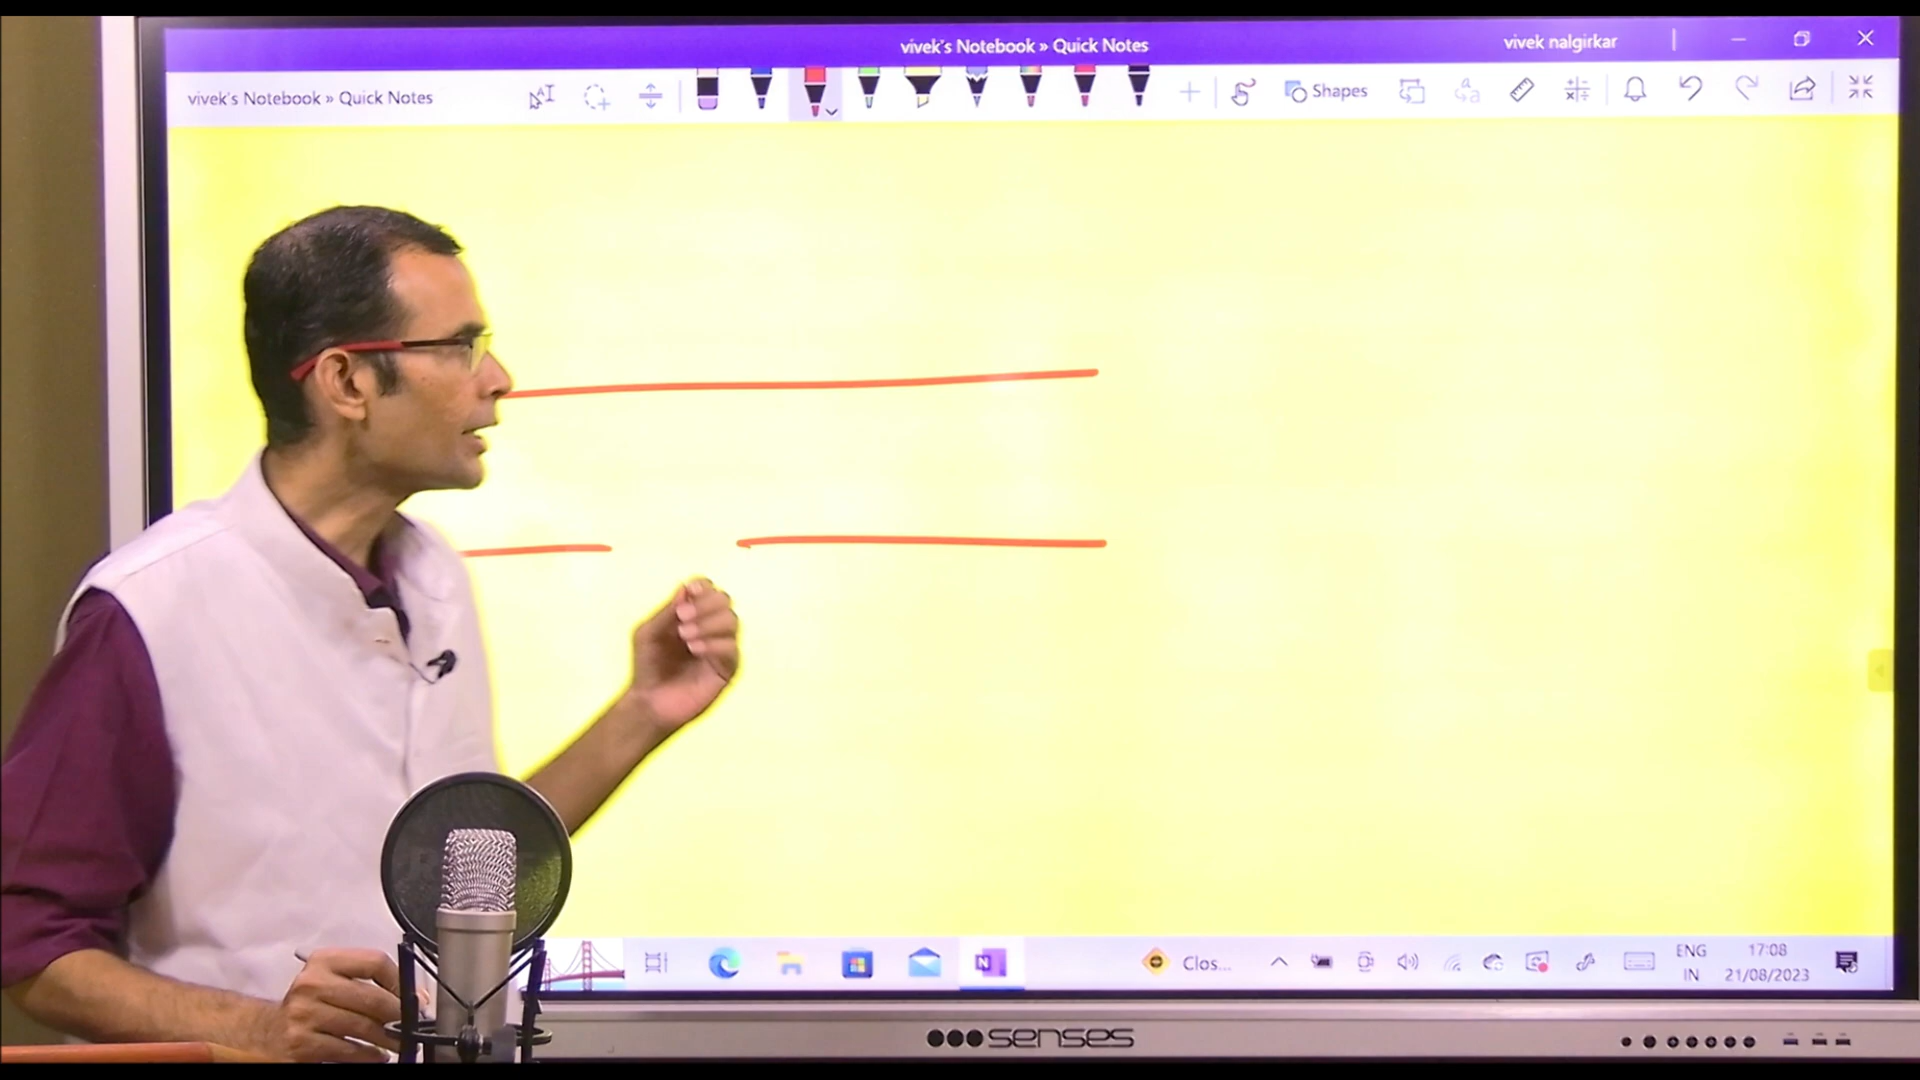 vivek's Notebook » Quick Notes
vivek nalgirkar
vivek's Notebook » Quick Notes
Shapes
Clos...
ENG
IN
17:08
21/08/2023
senses